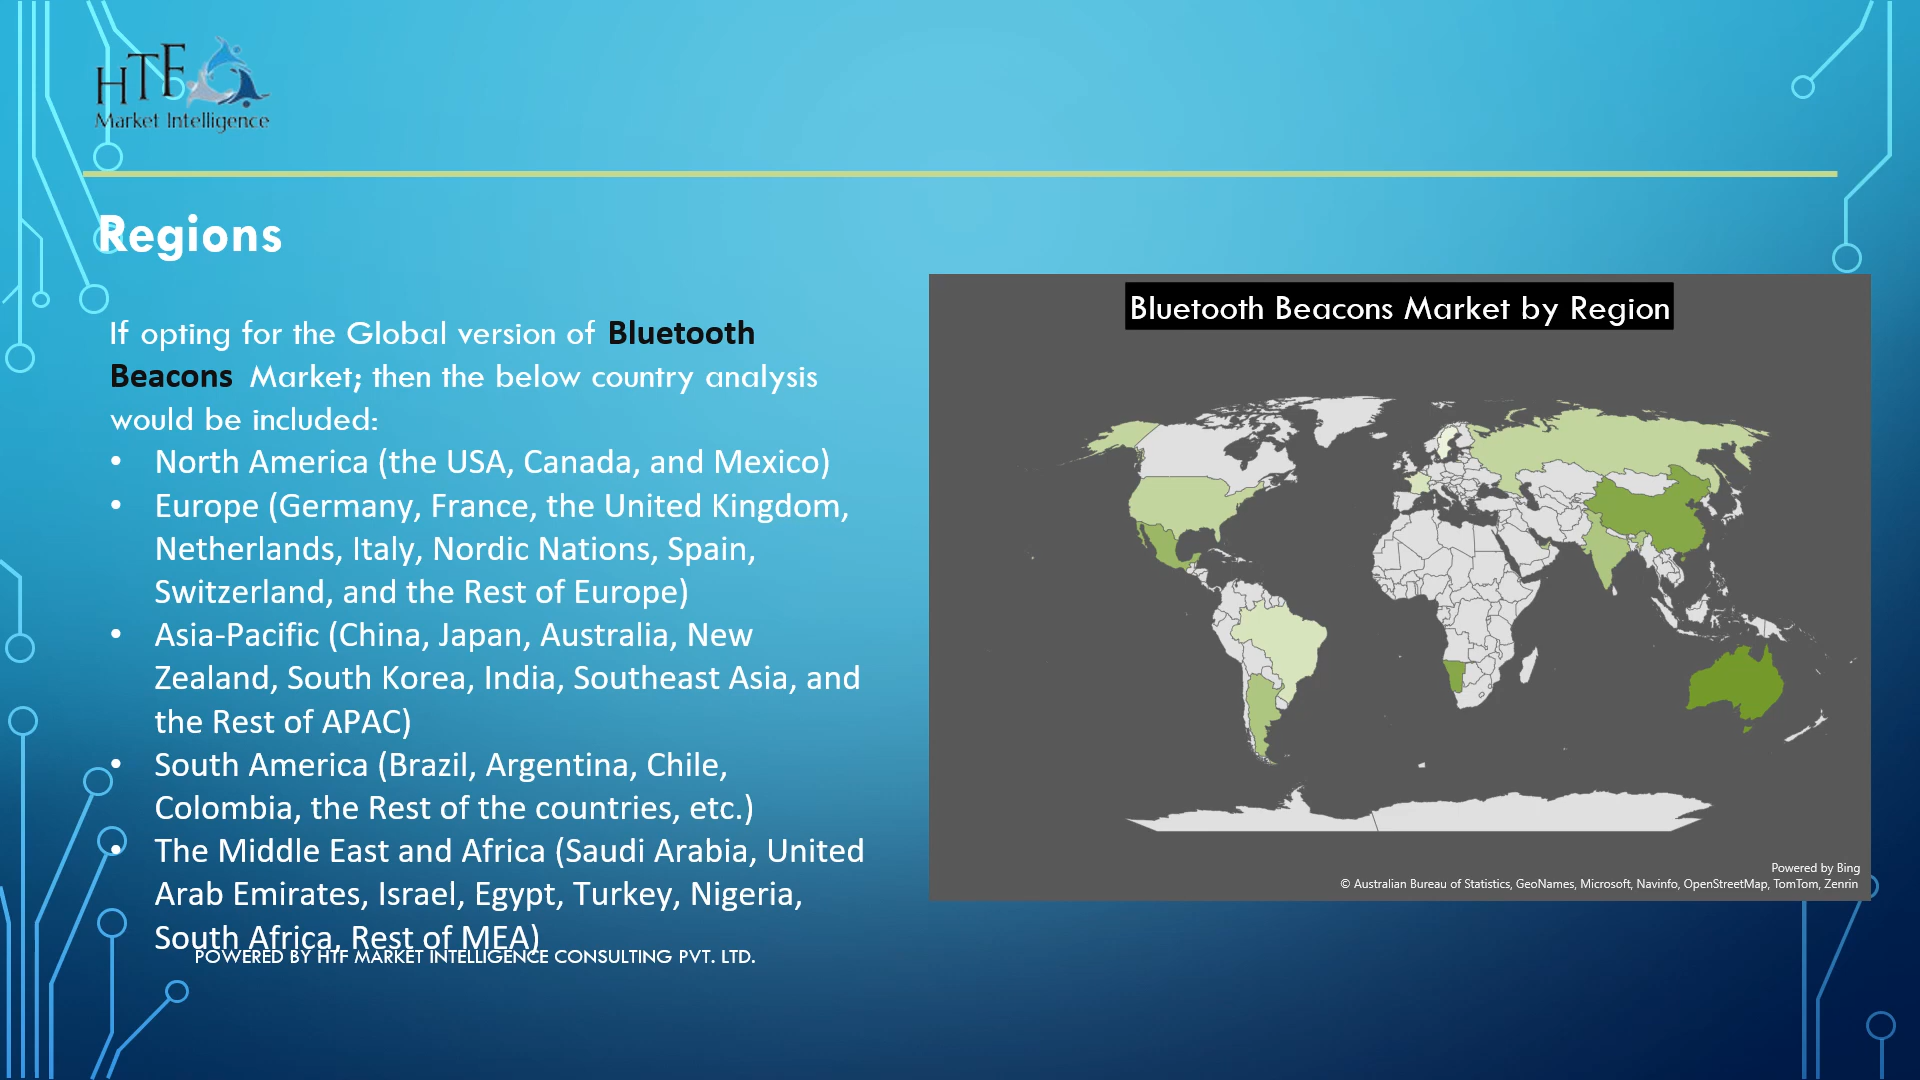 HTF
Market Intelligence
Regions
If opting for the Global version of Bluetooth
Beacons Market; then the below country analysis
would be included:
• North America (the USA, Canada, and Mexico)
• Europe (Germany, France, the United Kingdom,
Netherlands, Italy, Nordic Nations, Spain,
Switzerland, and the Rest of Europe)
• Asia-Pacific (China, Japan, Australia, New
Zealand, South Korea, India, Southeast Asia, and
the Rest of APAC)
• South America (Brazil, Argentina, Chile,
Colombia, the Rest of the countries, etc.)
• The Middle East and Africa (Saudi Arabia, United
Arab Emirates, Israel, Egypt, Turkey, Nigeria,
South Africa, Rest of MEA)
POWERED BY HTF MARKET INTELLIGENCE CONSULTING PVT. LTD.
Bluetooth Beacons Market by Region
Powered by Bing
© Australian Bureau of Statistics, GeoNames, Microsoft, Navinfo, OpenStreetMap, TomTom, Zenrin